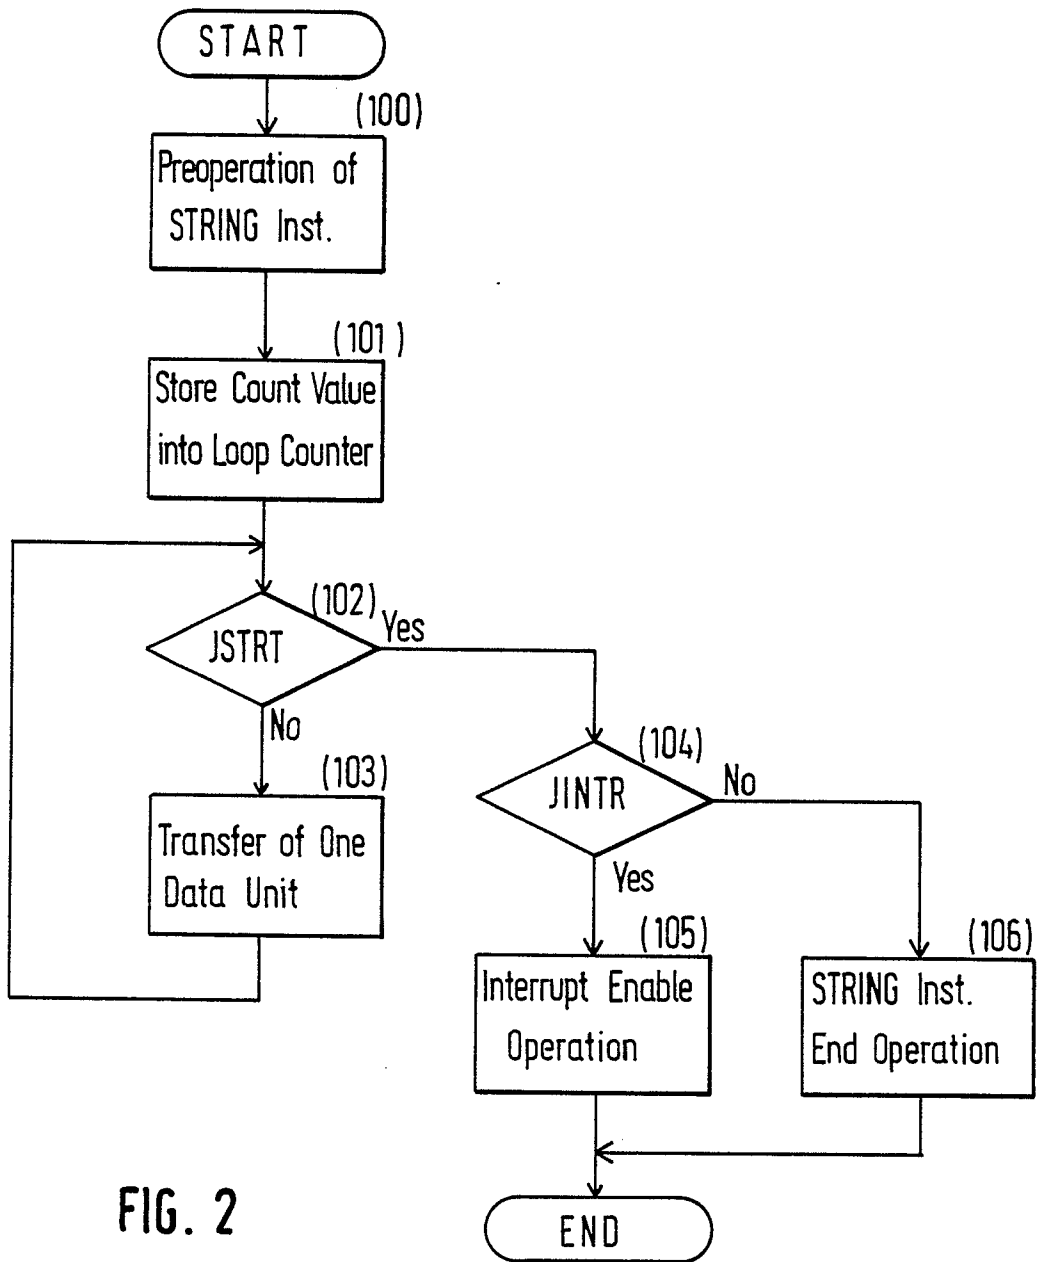 START
(100)
Preoperation of
STRING Inst.
(101)
Store Count Value
into Loop Counter
(102)
JSTRT
Yes
No
(103)
Transfer of One
Data Unit
(104)
JINTR
No
Yes
(105)
Interrupt Enable
Operation
(106)
STRING Inst.
End Operation
END
FIG. 2